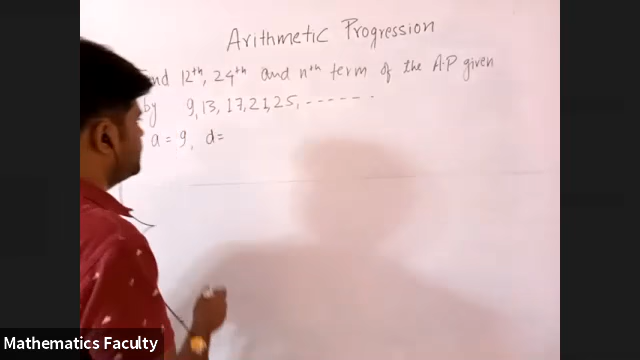 Arithmetic Progression
nd 12th, 24th and nth term of the A.P given
by 9, 13, 17, 21, 25, ------.
a = 9, d =
Mathematics Faculty